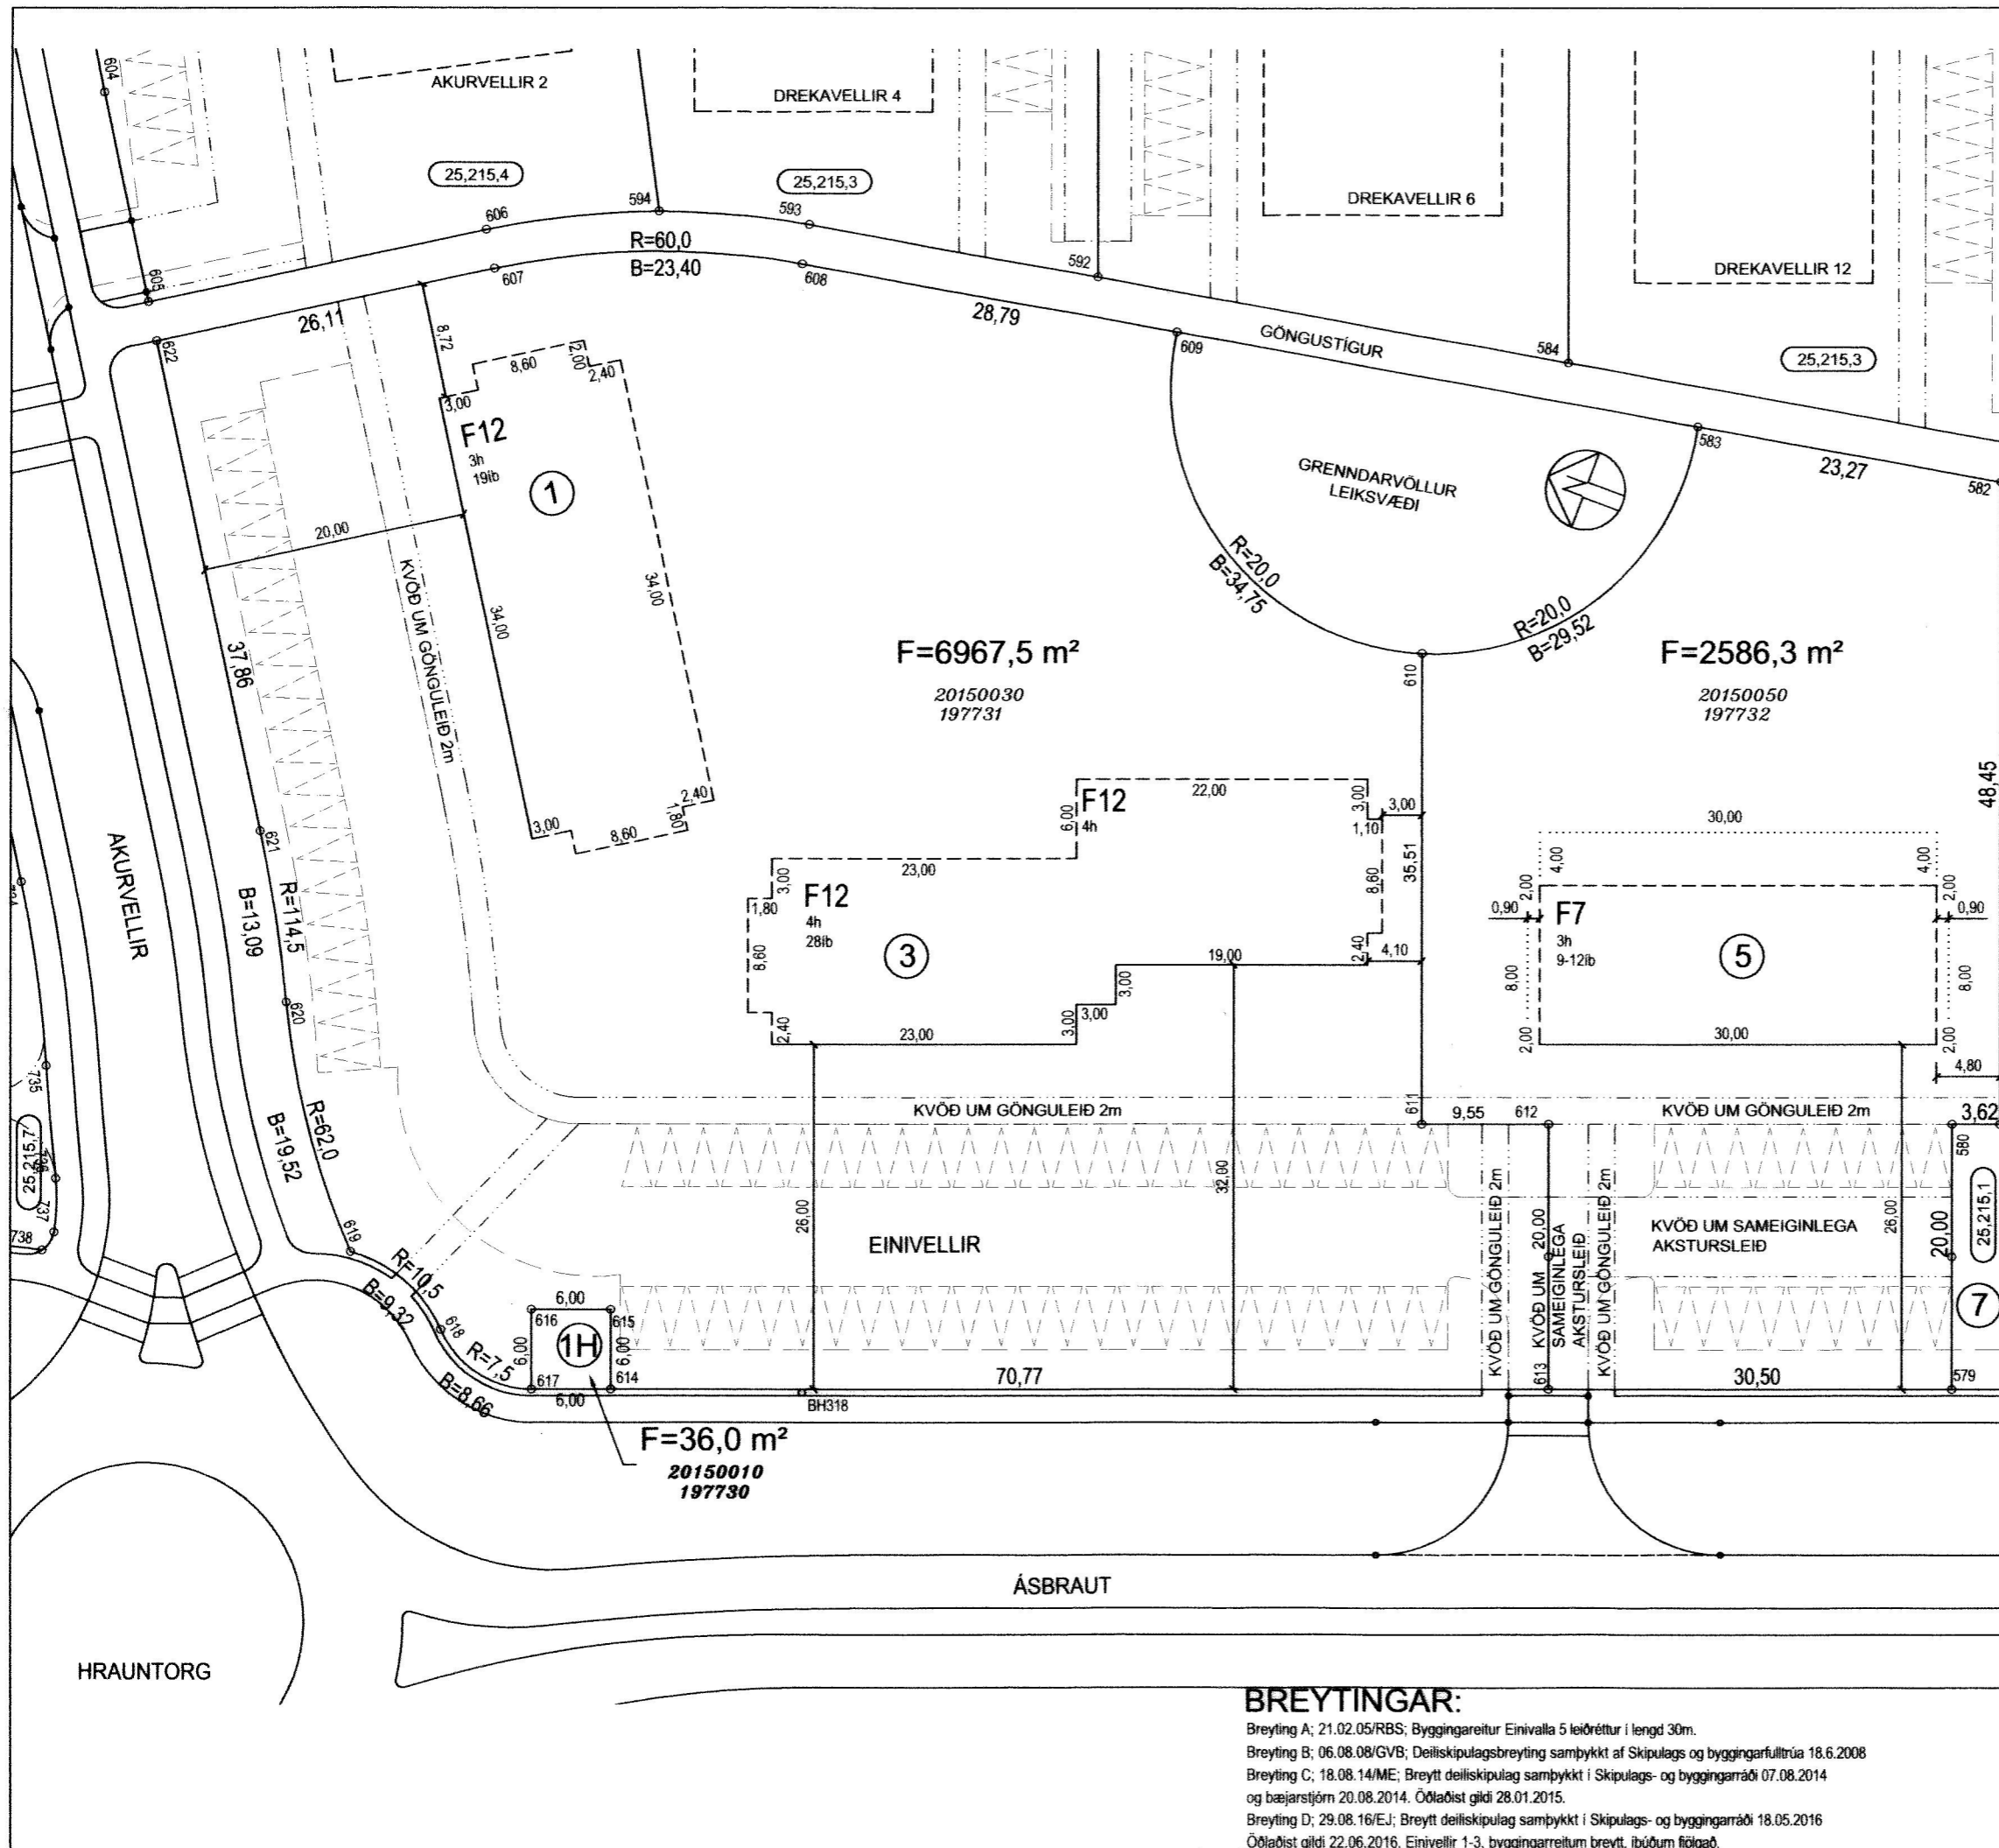 604
AKURVELLIR 2
DREKAVELLIR 4
25,215,4
25,215,3
DREKAVELLIR 6
594
606
593
R=60,0
B=23,40
592
DREKAVELLIR 12
605
607
608
26,11
28,79
GÖNGUSTÍGUR
609
584
25,215,3
622
8,72
8,60
2,00
2,40
3,00
F12
3h
19íb
1
583
23,27
582
GRENNDARVÖLLUR
LEIKSVÆÐI
20,00
KVÖÐ UM GÖNGULEIÐ 2m
34,00
34,00
R=20,0
B=34,75
R=20,0
B=29,52
37,86
F=6967,5 m²
20150030
197731
F=2586,3 m²
20150050
197732
610
48,45
2,40
1,80
3,00
8,60
621
F12
4h
22,00
6,00
3,00
3,00
1,10
35,51
8,60
30,00
4,00
4,00
AKURVELLIR
R=114,5
B=13,09
23,00
3,00
1,80
F12
4h
28íb
8,60
3
2,40
4,10
19,00
3,00
3,00
3,00
2,40
23,00
2,00
0,90
F7
3h
9-12íb
5
2,00
0,90
8,00
8,00
2,00
30,00
2,00
4,80
620
735
R=62,0
B=19,52
25,215,7
736
737
738
KVÖÐ UM GÖNGULEIÐ 2m
611
9,55
612
KVÖÐ UM GÖNGULEIÐ 2m
3,62
580
25,215,1
26,00
32,00
EINIVELLIR
KVÖÐ UM GÖNGULEIÐ 2m
20,00
KVÖÐ UM
SAMEIGINLEGA
AKSTURSLEIÐ
KVÖÐ UM GÖNGULEIÐ 2m
KVÖÐ UM SAMEIGINLEGA
AKSTURSLEIÐ
26,00
20,00
7
619
R=10,5
B=9,32
618
R=7,5
B=8,66
6,00
616
615
6,00
1H
6,00
617
614
6,00
BH318
70,77
613
30,50
579
F=36,0 m²
20150010
197730
ÁSBRAUT
HRAUNTORG
BREYTINGAR:
Breyting A; 21.02.05/RBS; Byggingareitur Einivalla 5 leiðréttur í lengd 30m.
Breyting B; 06.08.08/GVB; Deiliskipulagsbreyting samþykkt af Skipulags og byggingarfulltrúa 18.6.2008
Breyting C; 18.08.14/ME; Breytt deiliskipulag samþykkt í Skipulags- og byggingarráði 07.08.2014
og bæjarstjórn 20.08.2014. Öðlaðist gildi 28.01.2015.
Breyting D; 29.08.16/EJ; Breytt deiliskipulag samþykkt í Skipulags- og byggingarráði 18.05.2016
Öðlaðist gildi 22.06.2016. Einivellir 1-3, byggingarreitum breytt, íbúðum fjölgað.